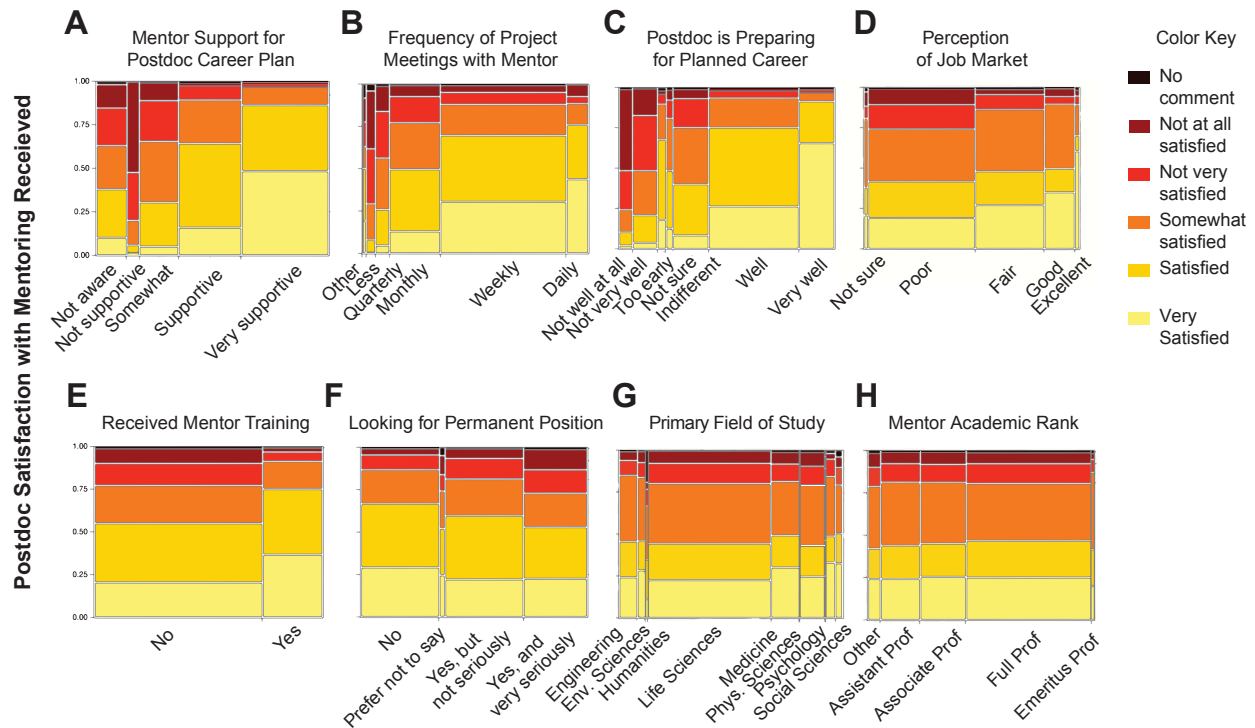 Postdoc Satisfaction with Mentoring Receieved
A
Mentor Support for
Postdoc Career Plan
1.00
0.75
0.50
0.25
0.00
Not aware
Not supportive
Somewhat
Supportive
Very supportive
B
Frequency of Project
Meetings with Mentor
Other
Less
Quarterly
Monthly
Weekly
Daily
C
Postdoc is Preparing
for Planned Career
Not well at all
Not very well
Too early
Not sure
Indifferent
Well
Very well
D
Perception
of Job Market
Not sure
Poor
Fair
Good
Excellent
Color Key
No
comment
Not at all
satisfied
Not very
satisfied
Somewhat
satisfied
Satisfied
Very
Satisfied
E
Received Mentor Training
1.00
0.75
0.50
0.25
0.00
No
Yes
F
Looking for Permanent Position
No
Prefer not to say
Yes, but
not seriously
Yes, and
very seriously
G
Primary Field of Study
Engineering
Env. Sciences
Humanities
Life Sciences
Medicine
Phys. Sciences
Psychology
Social Sciences
H
Mentor Academic Rank
Other
Assistant Prof
Associate Prof
Full Prof
Emeritus Prof